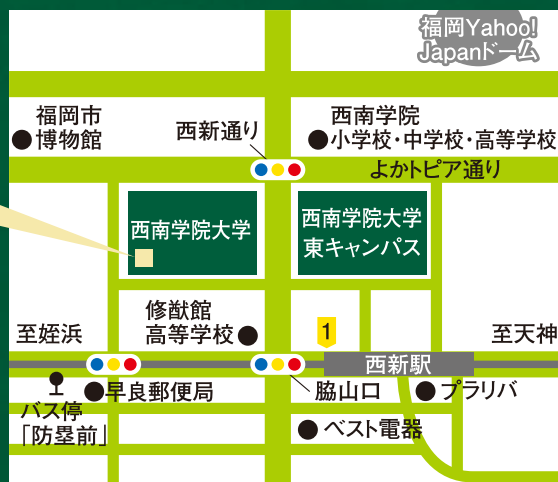 福岡Yahoo!
Japanドーム
福岡市
博物館
西新通り
西南学院
小学校・中学校・高等学校
よかトピア通り
西南学院大学
西南学院大学
東キャンパス
修猷館
高等学校
1
至姪浜
至天神
西新駅
早良郵便局
脇山口
プラリバ
バス停
「防塁前」
ベスト電器